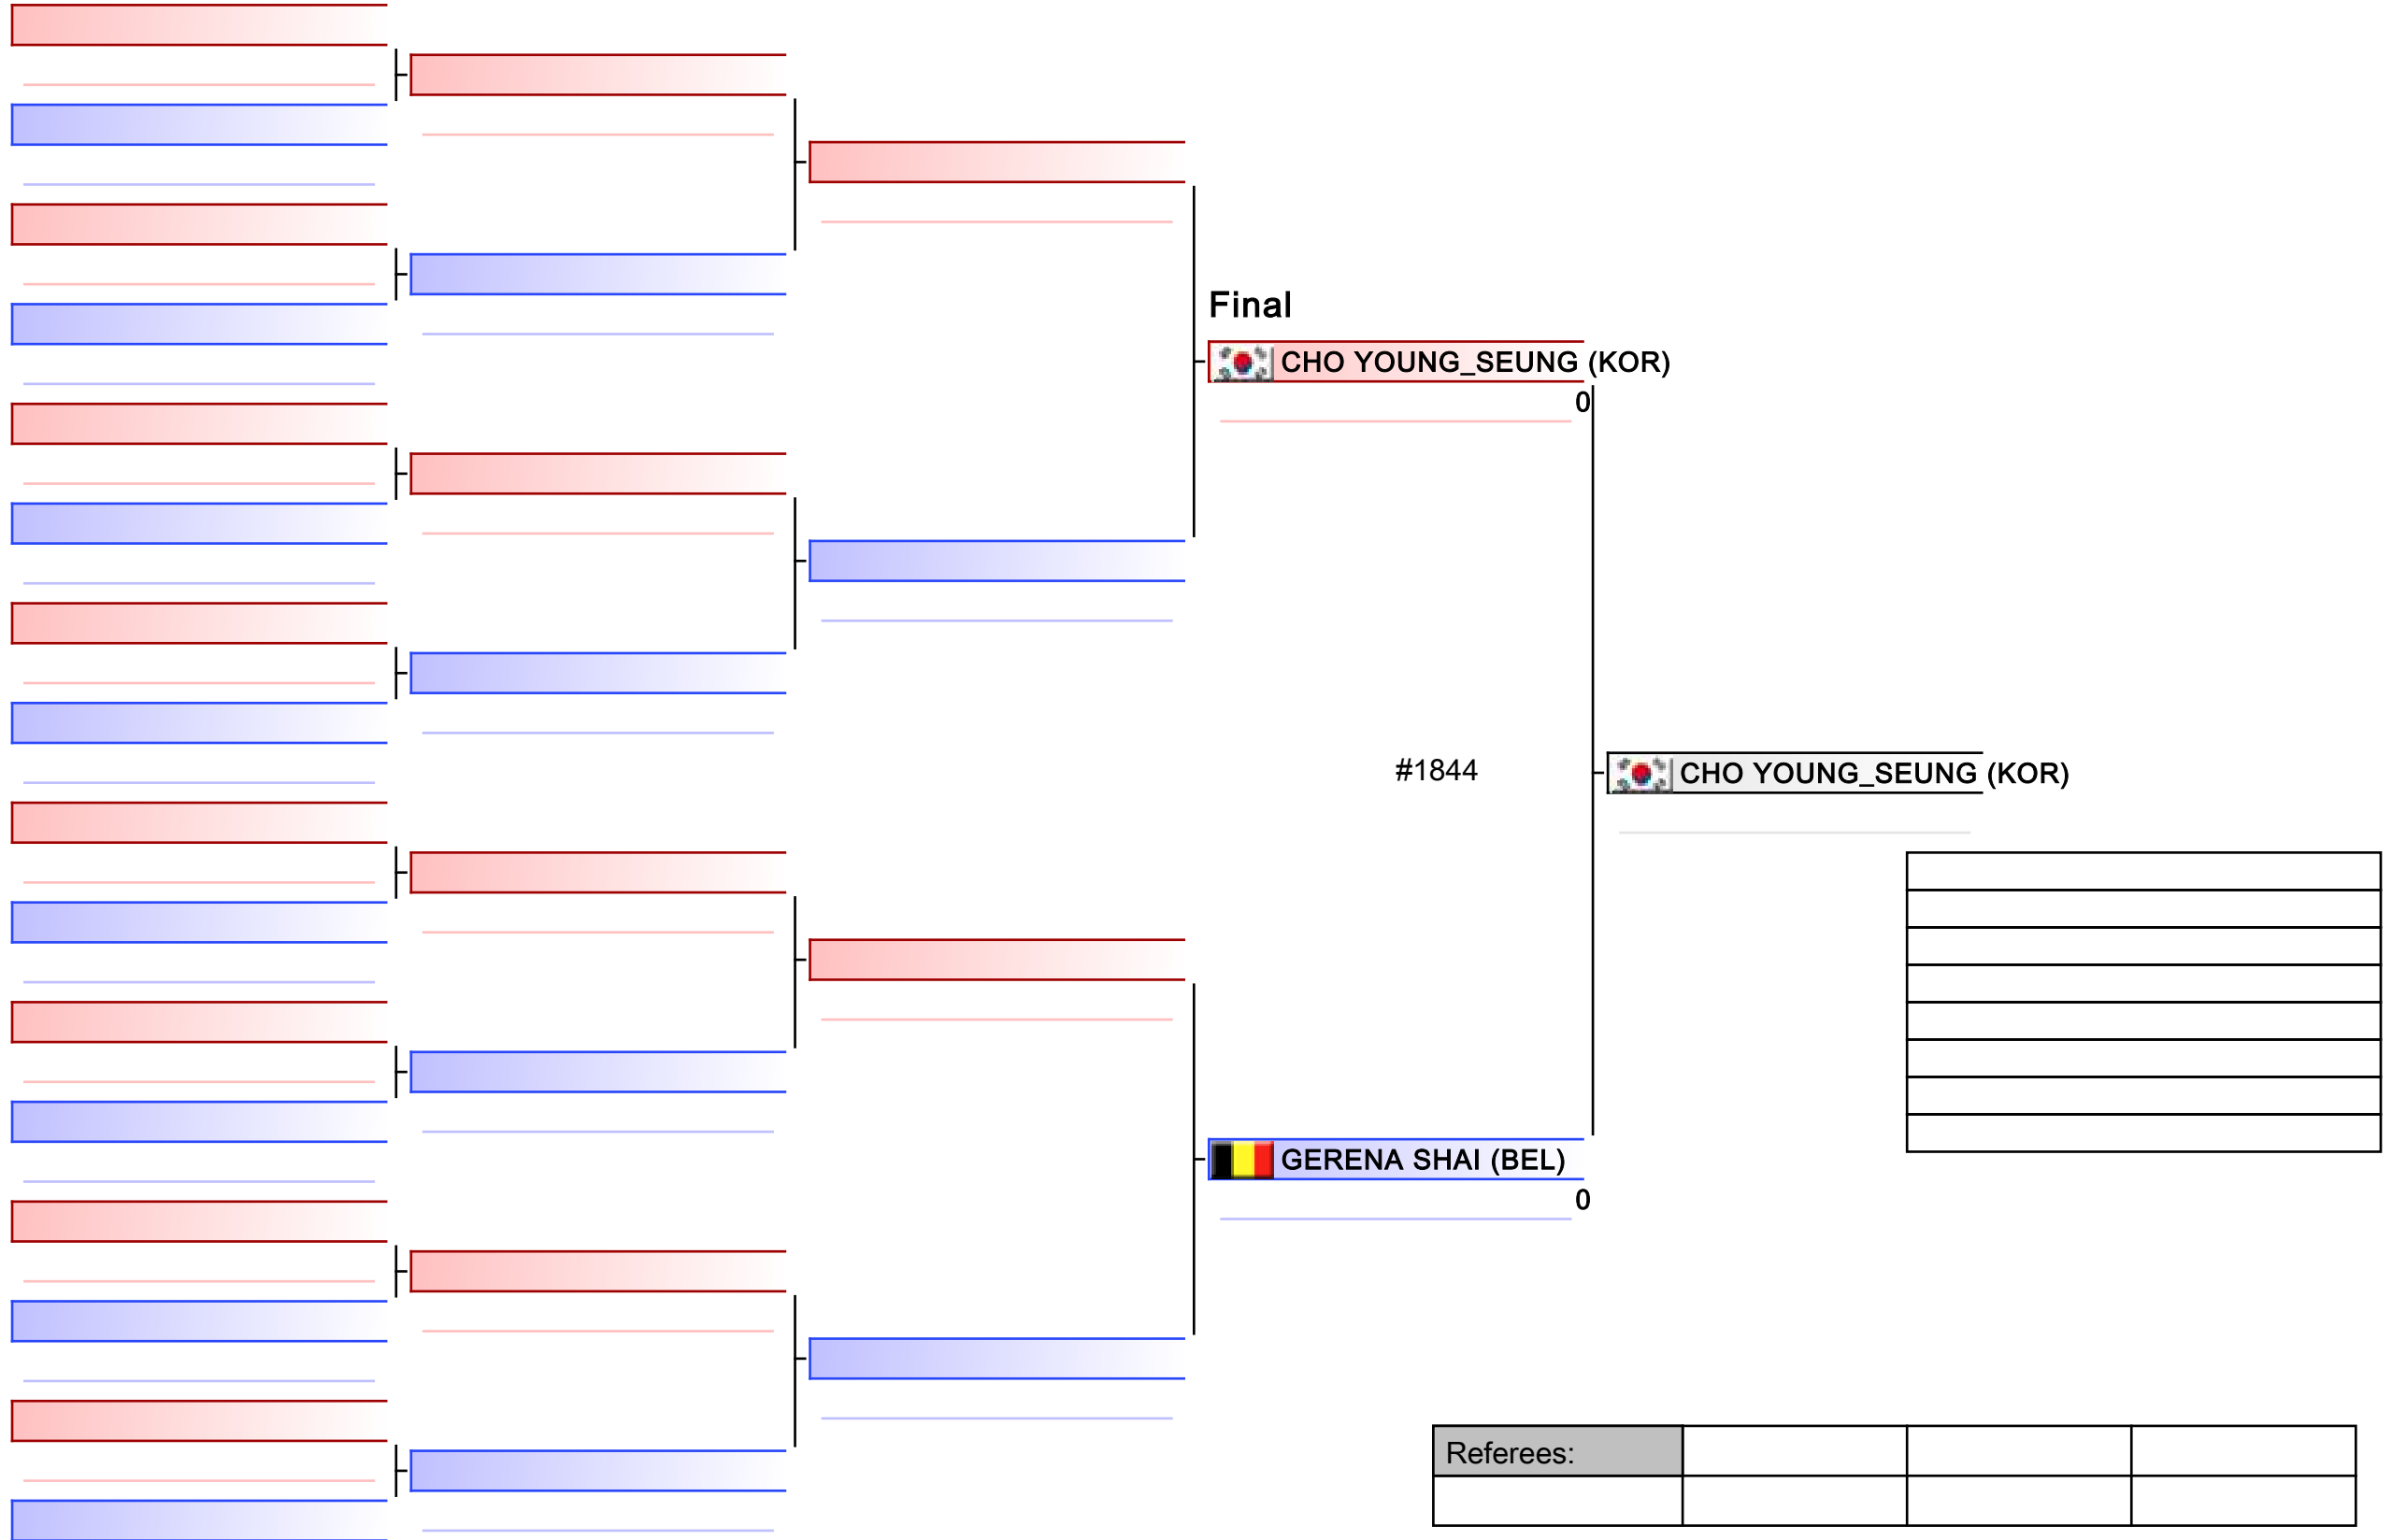 Final
CHO YOUNG_SEUNG (KOR)
0
#1844
CHO YOUNG_SEUNG (KOR)
GERENA SHAI (BEL)
0
Referees: